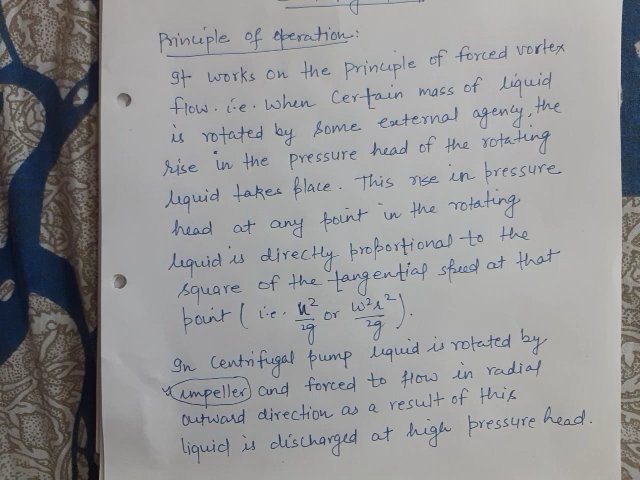 Principle of operation:
It works on the principle of forced vortex
flow. i.e. when certain mass of liquid
is rotated by some external agency, the
rise in the pressure head of the rotating
liquid takes place. This rise in pressure
head at any point in the rotating
liquid is directly proportional to the
square of the tangential speed at that
point ( i.e. u²/2g or w²r²/2g ).
In centrifugal pump liquid is rotated by
impeller and forced to flow in radial
outward direction as a result of this
liquid is discharged at high pressure head.